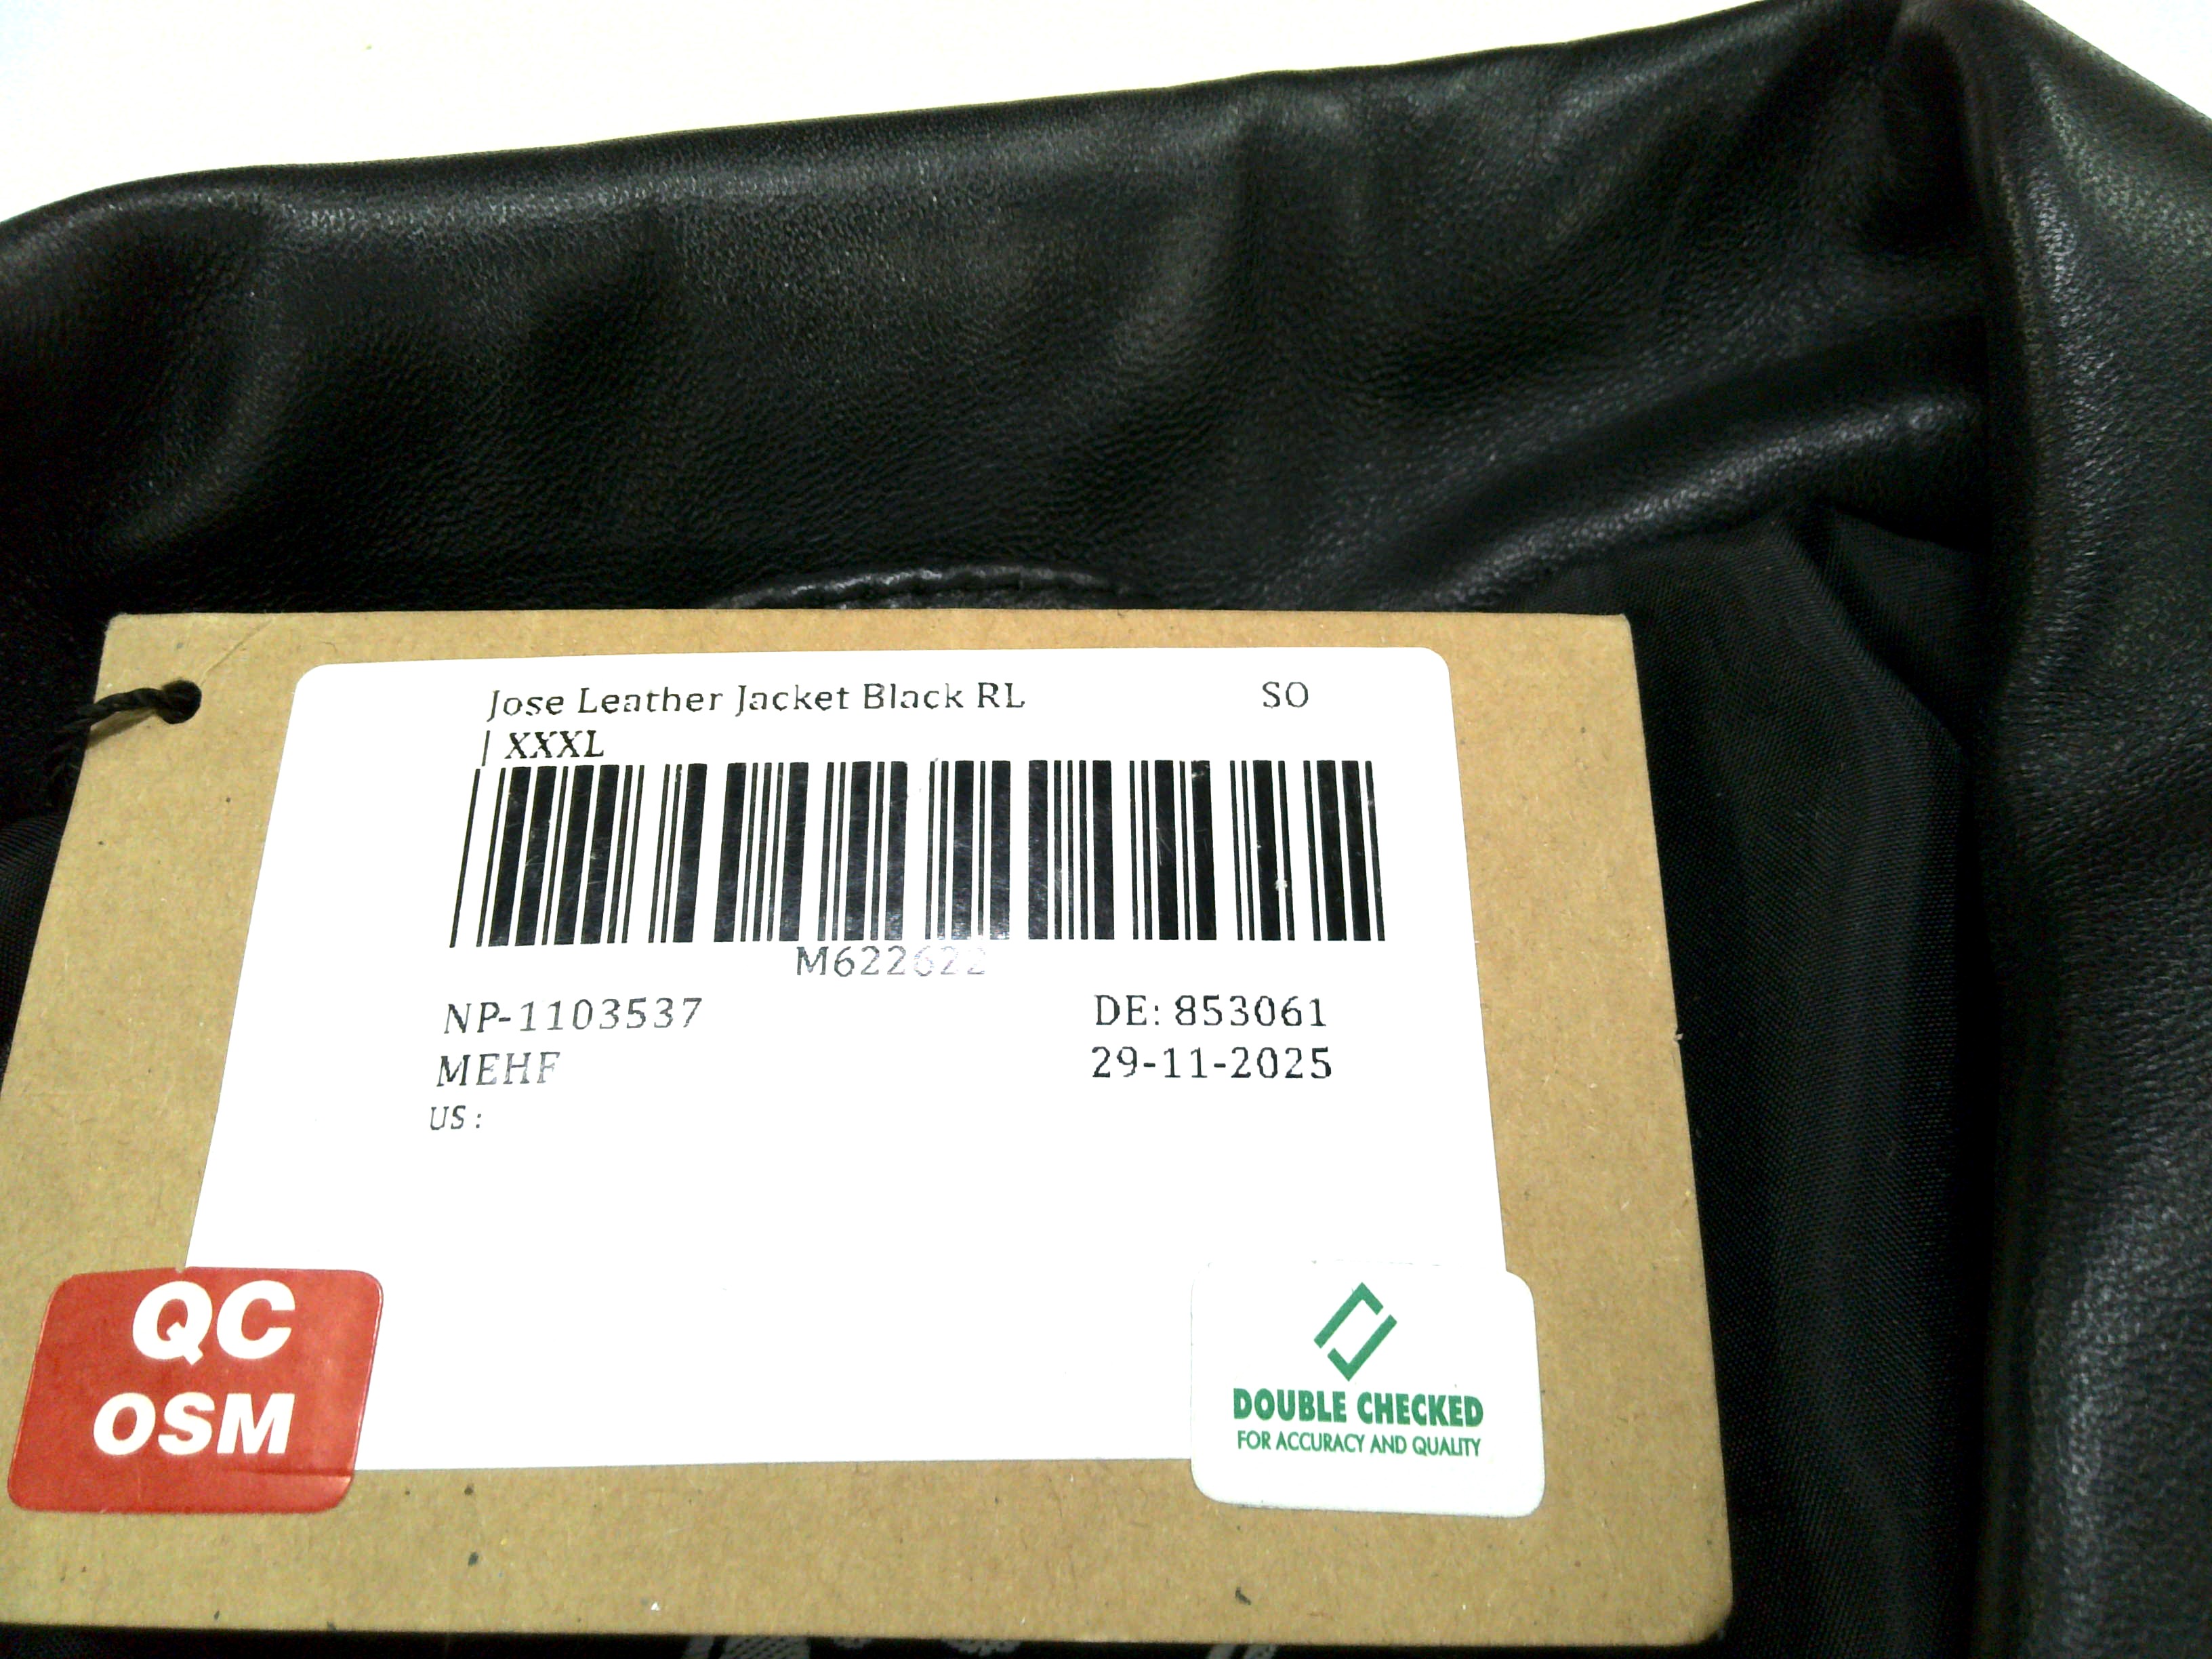 Jose Leather Jacket Black RL SO
| XXXL
M622622
NP-1103537 DE: 853061
MEHF 29-11-2025
US :
QC
OSM
DOUBLE CHECKED
FOR ACCURACY AND QUALITY